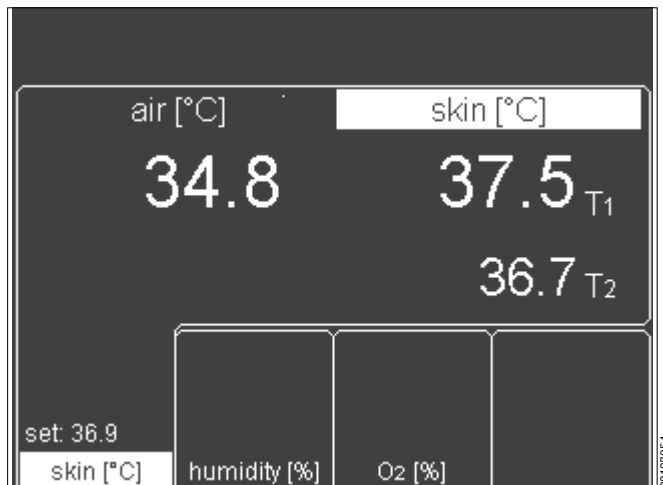 air [°C] skin [°C]
34.8 37.5 T1
36.7 T2
set: 36.9
skin [°C] humidity [%] O2 [%]